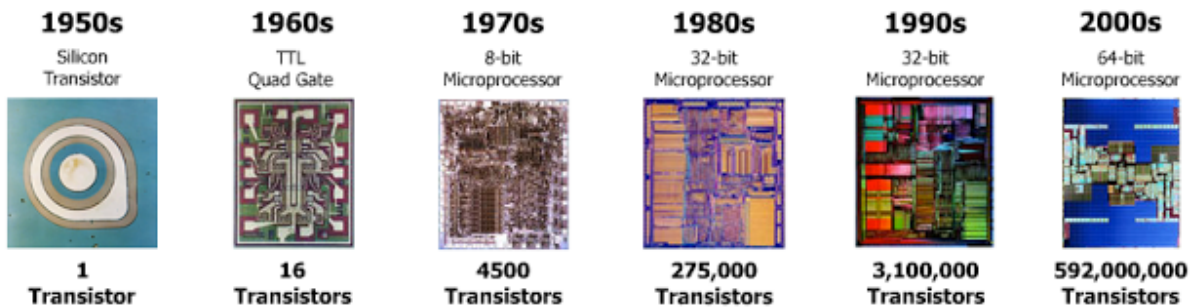 1950s
Silicon
Transistor
1
Transistor
1960s
TTL
Quad Gate
16
Transistors
1970s
8-bit
Microprocessor
4500
Transistors
1980s
32-bit
Microprocessor
275,000
Transistors
1990s
32-bit
Microprocessor
3,100,000
Transistors
2000s
64-bit
Microprocessor
592,000,000
Transistors